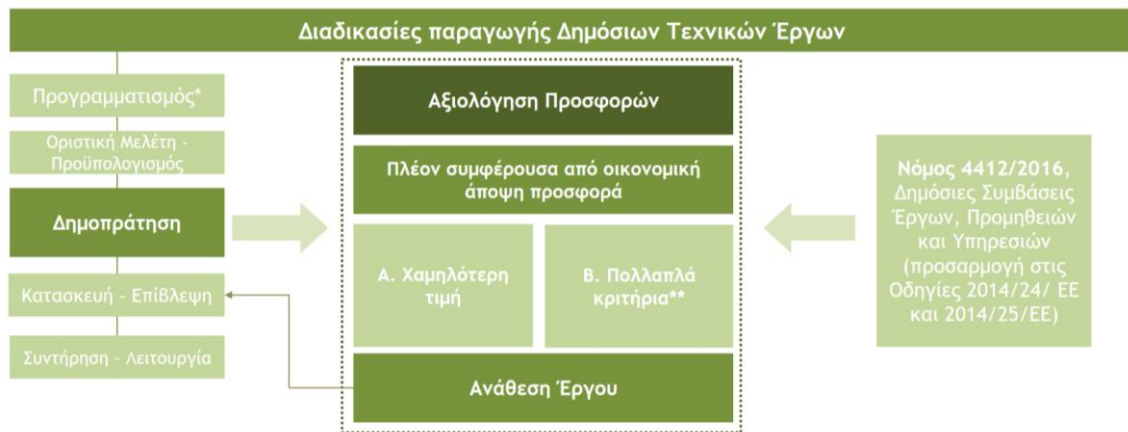 Διαδικασίες παραγωγής Δημόσιων Τεχνικών Έργων
Προγραμματισμός*
Οριστική Μελέτη -
Προϋπολογισμός
Δημοπράτηση
Κατασκευή - Επίβλεψη
Συντήρηση - Λειτουργία
Αξιολόγηση Προσφορών
Πλέον συμφέρουσα από οικονομική
άποψη προσφορά
Α. Χαμηλότερη
τιμή
Β. Πολλαπλά
κριτήρια**
Ανάθεση Έργου
Νόμος 4412/2016,
Δημόσιες Συμβάσεις
Έργων, Προμηθειών
και Υπηρεσιών
(προσαρμογή στις
Οδηγίες 2014/24/ ΕΕ
και 2014/25/ΕΕ)